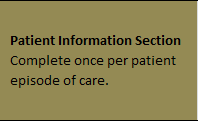 Patient Information Section
Complete once per patient
episode of care.